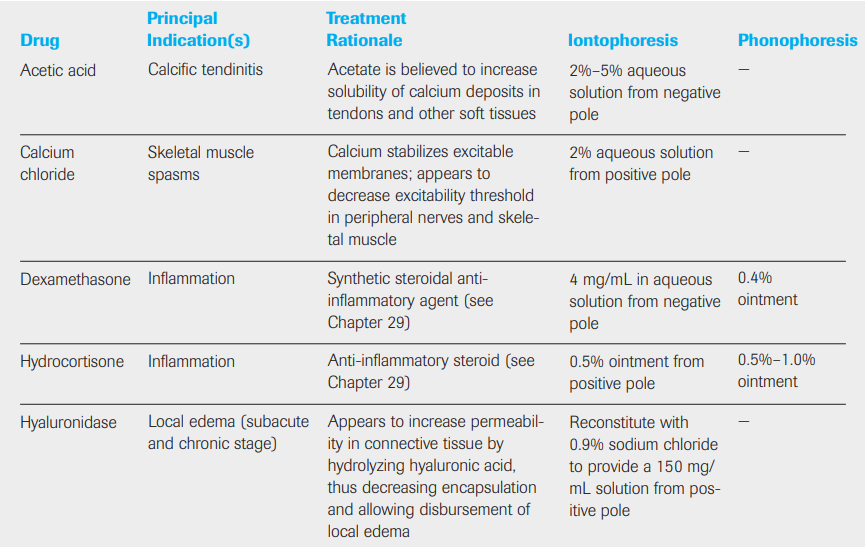 Drug
Principal
Indication(s)
Treatment
Rationale
Iontophoresis
Phonophoresis
Acetic acid
Calcific tendinitis
Acetate is believed to increase
solubility of calcium deposits in
tendons and other soft tissues
2%–5% aqueous
solution from negative
pole
—
Calcium
chloride
Skeletal muscle
spasms
Calcium stabilizes excitable
membranes; appears to
decrease excitability threshold
in peripheral nerves and skele-
tal muscle
2% aqueous solution
from positive pole
—
Dexamethasone
Inflammation
Synthetic steroidal anti-
inflammatory agent (see
Chapter 29)
4 mg/mL in aqueous
solution from negative
pole
0.4%
ointment
Hydrocortisone
Inflammation
Anti-inflammatory steroid (see
Chapter 29)
0.5% ointment from
positive pole
0.5%–1.0%
ointment
Hyaluronidase
Local edema (subacute
and chronic stage)
Appears to increase permeabil-
ity in connective tissue by
hydrolyzing hyaluronic acid,
thus decreasing encapsulation
and allowing disbursement of
local edema
Reconstitute with
0.9% sodium chloride
to provide a 150 mg/
mL solution from pos-
itive pole
—